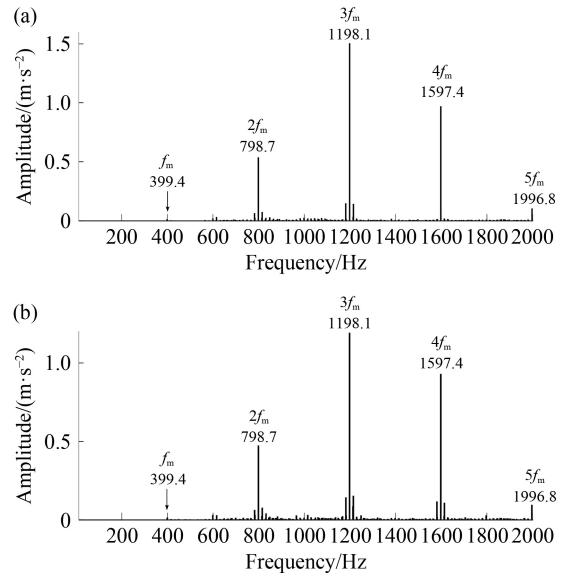 (a)
3fₘ
1198.1
1.5
4fₘ
1597.4
1.0
2fₘ
798.7
fₘ
399.4
0.5
5fₘ
1996.8
0
200 400 600 800 1000 1200 1400 1600 1800 2000
Frequency/Hz
Amplitude/(m·s⁻²)
(b)
3fₘ
1198.1
4fₘ
1597.4
1.0
2fₘ
798.7
fₘ
399.4
0.5
5fₘ
1996.8
0
200 400 600 800 1000 1200 1400 1600 1800 2000
Frequency/Hz
Amplitude/(m·s⁻²)